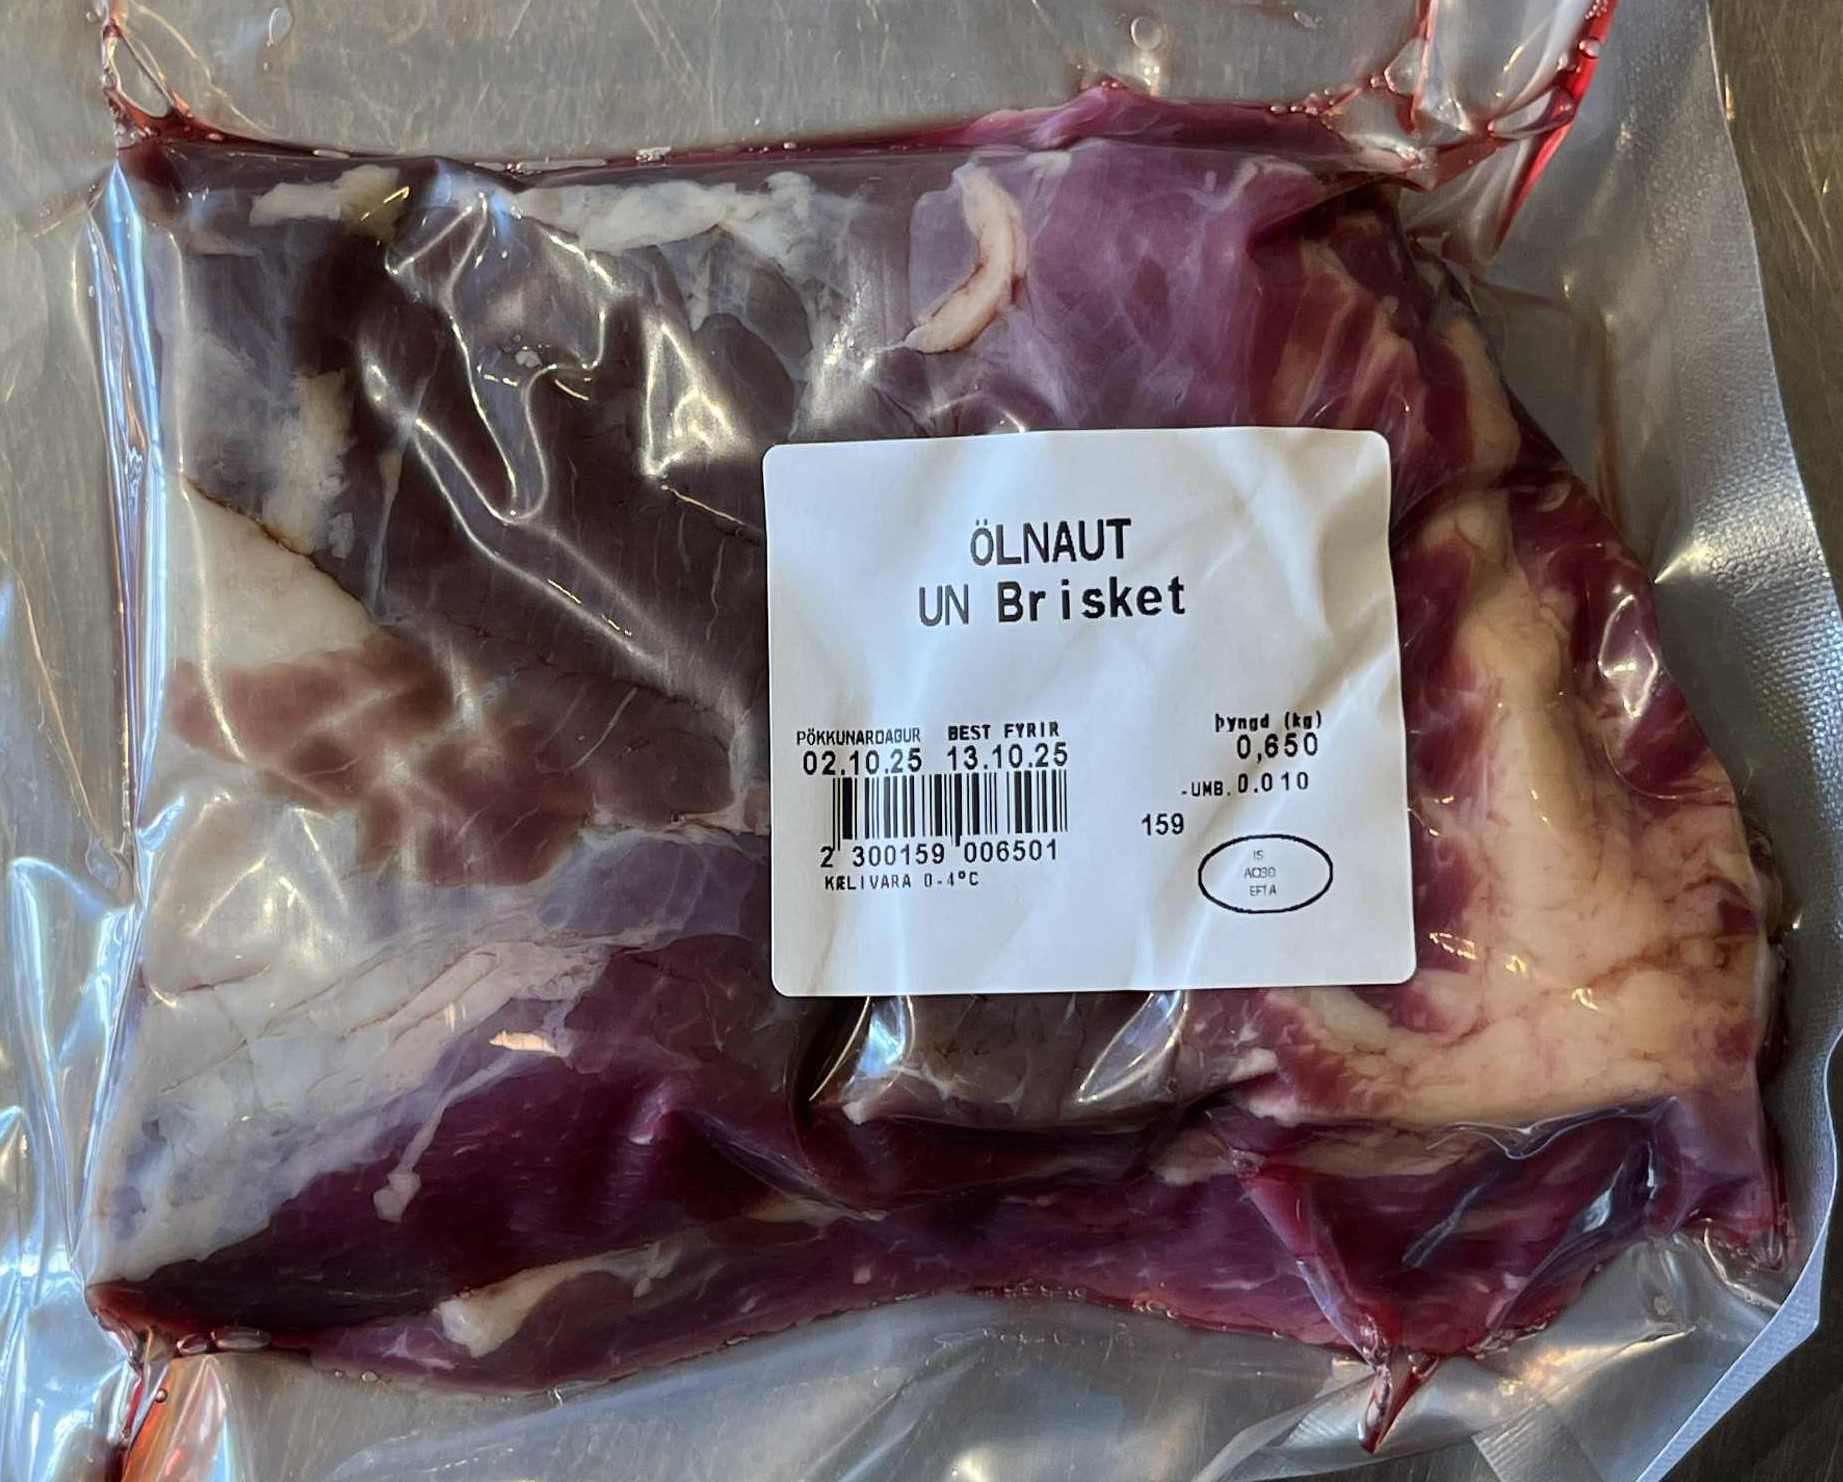 ÖLNAUT
UN Brisket
PÖKKUNARDAGUR BEST FYRIR
02.10.25 13.10.25
þyngd (kg)
0,650
-UMB. 0.010
159
2 300159 006501
KÆLIVARA 0-4°C
IS
A030
EFTA